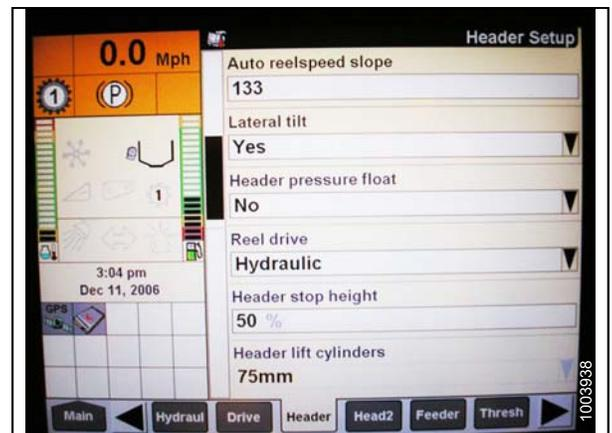 0.0 Mph
Header Setup
1
(P)
1
3:04 pm
Dec 11, 2006
GPS
Auto reelspeed slope
133
Lateral tilt
Yes
Header pressure float
No
Reel drive
Hydraulic
Header stop height
50 %
Header lift cylinders
75mm
Main
Hydraul
Drive
Header
Head2
Feeder
Thresh
1003938